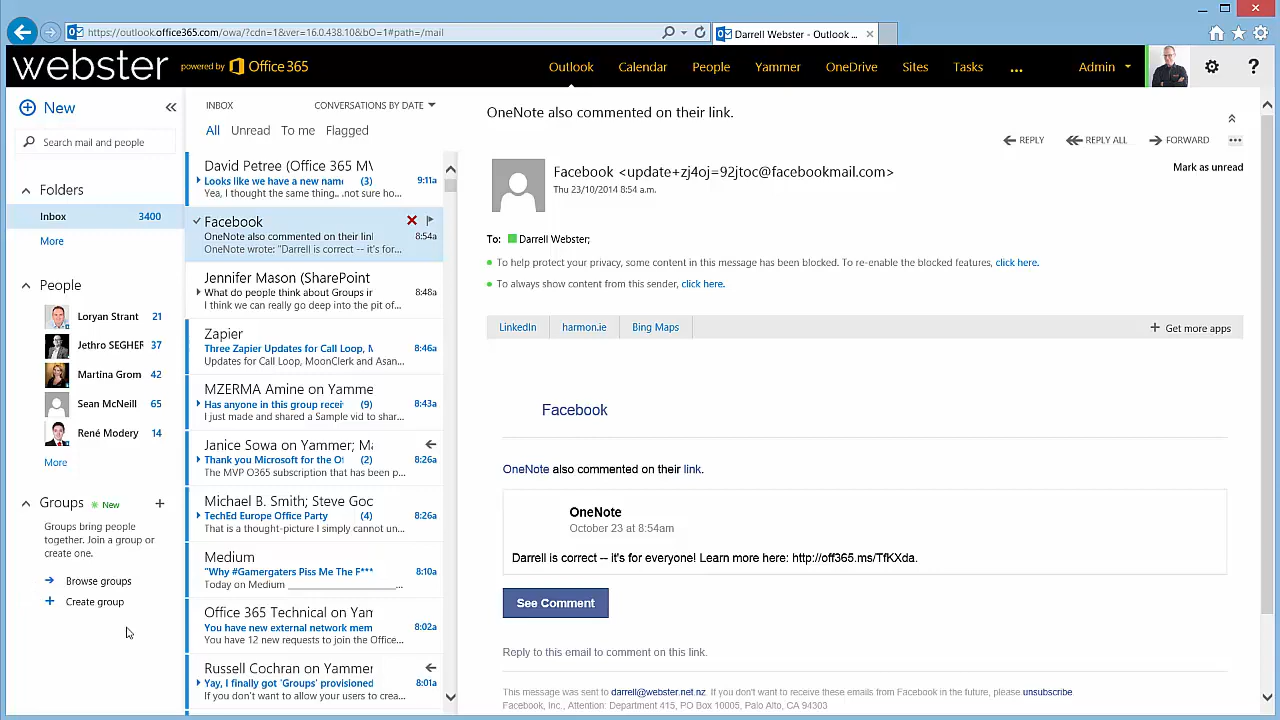 https://outlook.office365.com/owa/?cdn=1&ver=16.0.438.10&bO=1#path=/mail
Darrell Webster - Outlook ...
webster powered by Office 365
Outlook Calendar People Yammer OneDrive Sites Tasks ... Admin
New
Search mail and people
Folders
Inbox 3400
More
People
Loryan Strant 21
Jethro SEGHER 37
Martina Grom 42
Sean McNeill 65
René Modery 14
More
Groups New
Groups bring people
together. Join a group or
create one.
Browse groups
Create group
INBOX CONVERSATIONS BY DATE
All Unread To me Flagged
David Petree (Office 365 MV
Looks like we have a new name (3) 9:11a
Yea, I thought the same thing.. .not sure ho...
Facebook
OneNote also commented on their link 8:54a
OneNote wrote: "Darrell is correct -- it's for...
Jennifer Mason (SharePoint
What do people think about Groups in 8:48a
I think we can really go deep into the pit of...
Zapier
Three Zapier Updates for Call Loop, M 8:46a
Updates for Call Loop, MoonClerk and Asan...
MZERMA Amine on Yamme
Has anyone in this group recei (9) 8:43a
I just made and shared a Sample vid to shar...
Janice Sowa on Yammer; Ma
Thank you Microsoft for the O (2) 8:26a
The MVP O365 subscription that has been p...
Michael B. Smith; Steve Goo
TechEd Europe Office Party (4) 8:26a
That is a thought-picture I simply cannot un...
Medium
"Why #Gamergaters Piss Me The F*** 8:10a
Today on Medium ...
Office 365 Technical on Yam
You have new external network mem 8:02a
You have 12 new requests to join the Office...
Russell Cochran on Yammer
Yay, I finally got 'Groups' provisioned 8:01a
If you don't want to allow your users to crea...
OneNote also commented on their link.
REPLY REPLY ALL FORWARD ...
Mark as unread
Facebook <update+zj4oj=92jtoc@facebookmail.com>
Thu 23/10/2014 8:54 a.m.
To: Darrell Webster;
To help protect your privacy, some content in this message has been blocked. To re-enable the blocked features, click here.
To always show content from this sender, click here.
LinkedIn harmon.ie Bing Maps + Get more apps
Facebook
OneNote also commented on their link.
OneNote
October 23 at 8:54am
Darrell is correct -- it's for everyone! Learn more here: http://off365.ms/TfKXda.
See Comment
Reply to this email to comment on this link.
This message was sent to darrell@webster.net.nz. If you don't want to receive these emails from Facebook in the future, please unsubscribe
Facebook, Inc., Attention: Department 415, PO Box 10005, Palo Alto, CA 94303